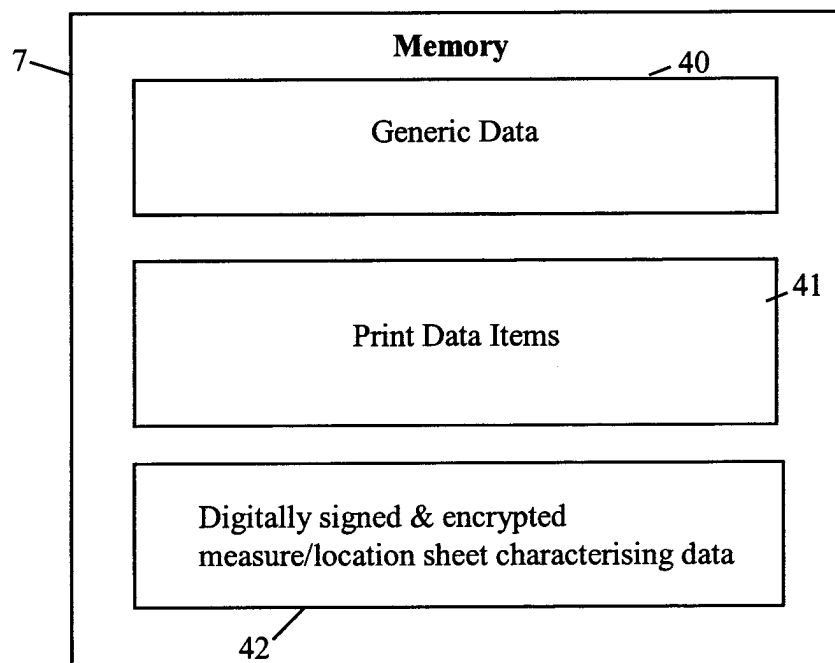 Memory
7
40
Generic Data
41
Print Data Items
Digitally signed & encrypted
measure/location sheet characterising data
42